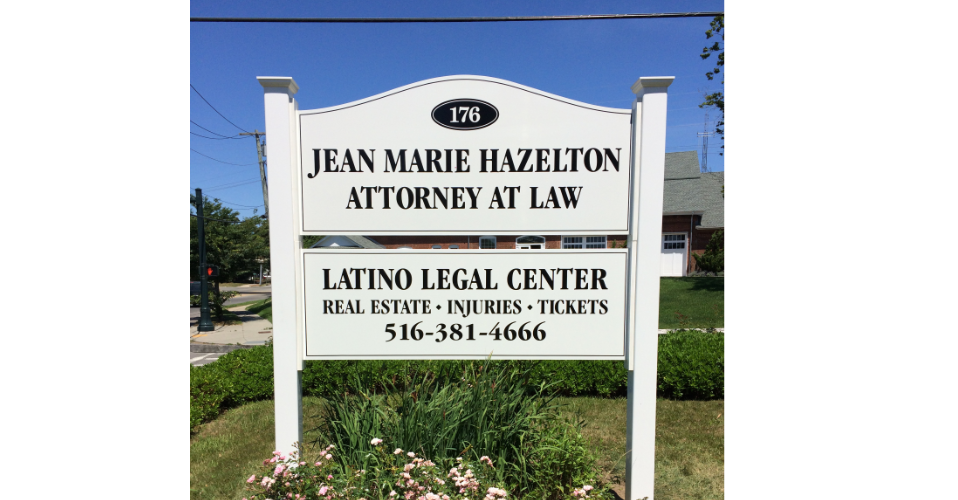 176
JEAN MARIE HAZELTON
ATTORNEY AT LAW
LATINO LEGAL CENTER
REAL ESTATE • INJURIES • TICKETS
516-381-4666